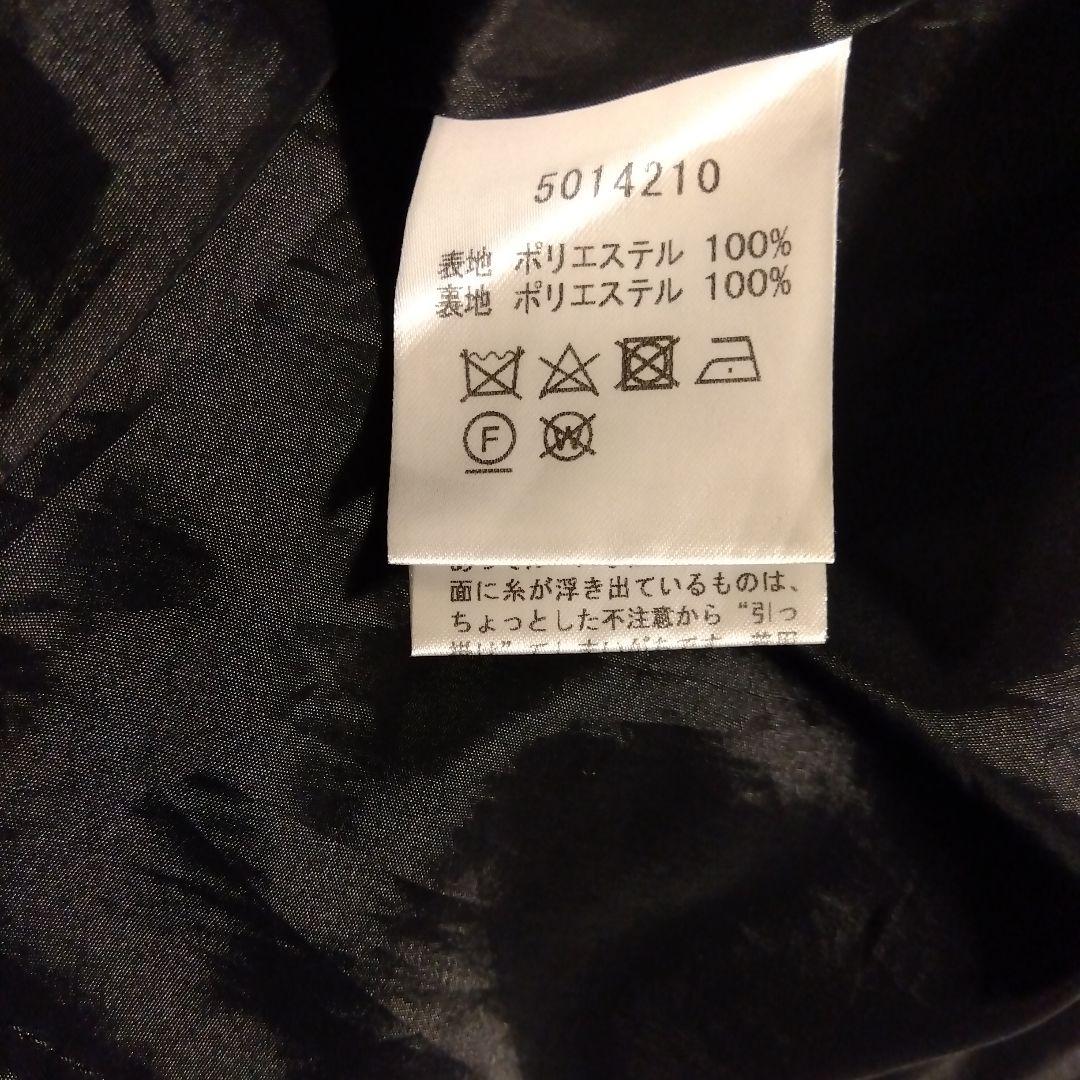 5014210
表地 ポリエステル 100%
裏地 ポリエステル 100%
F
W
面に糸が浮き出ているものは、
ちょっとした不注意から “引っ